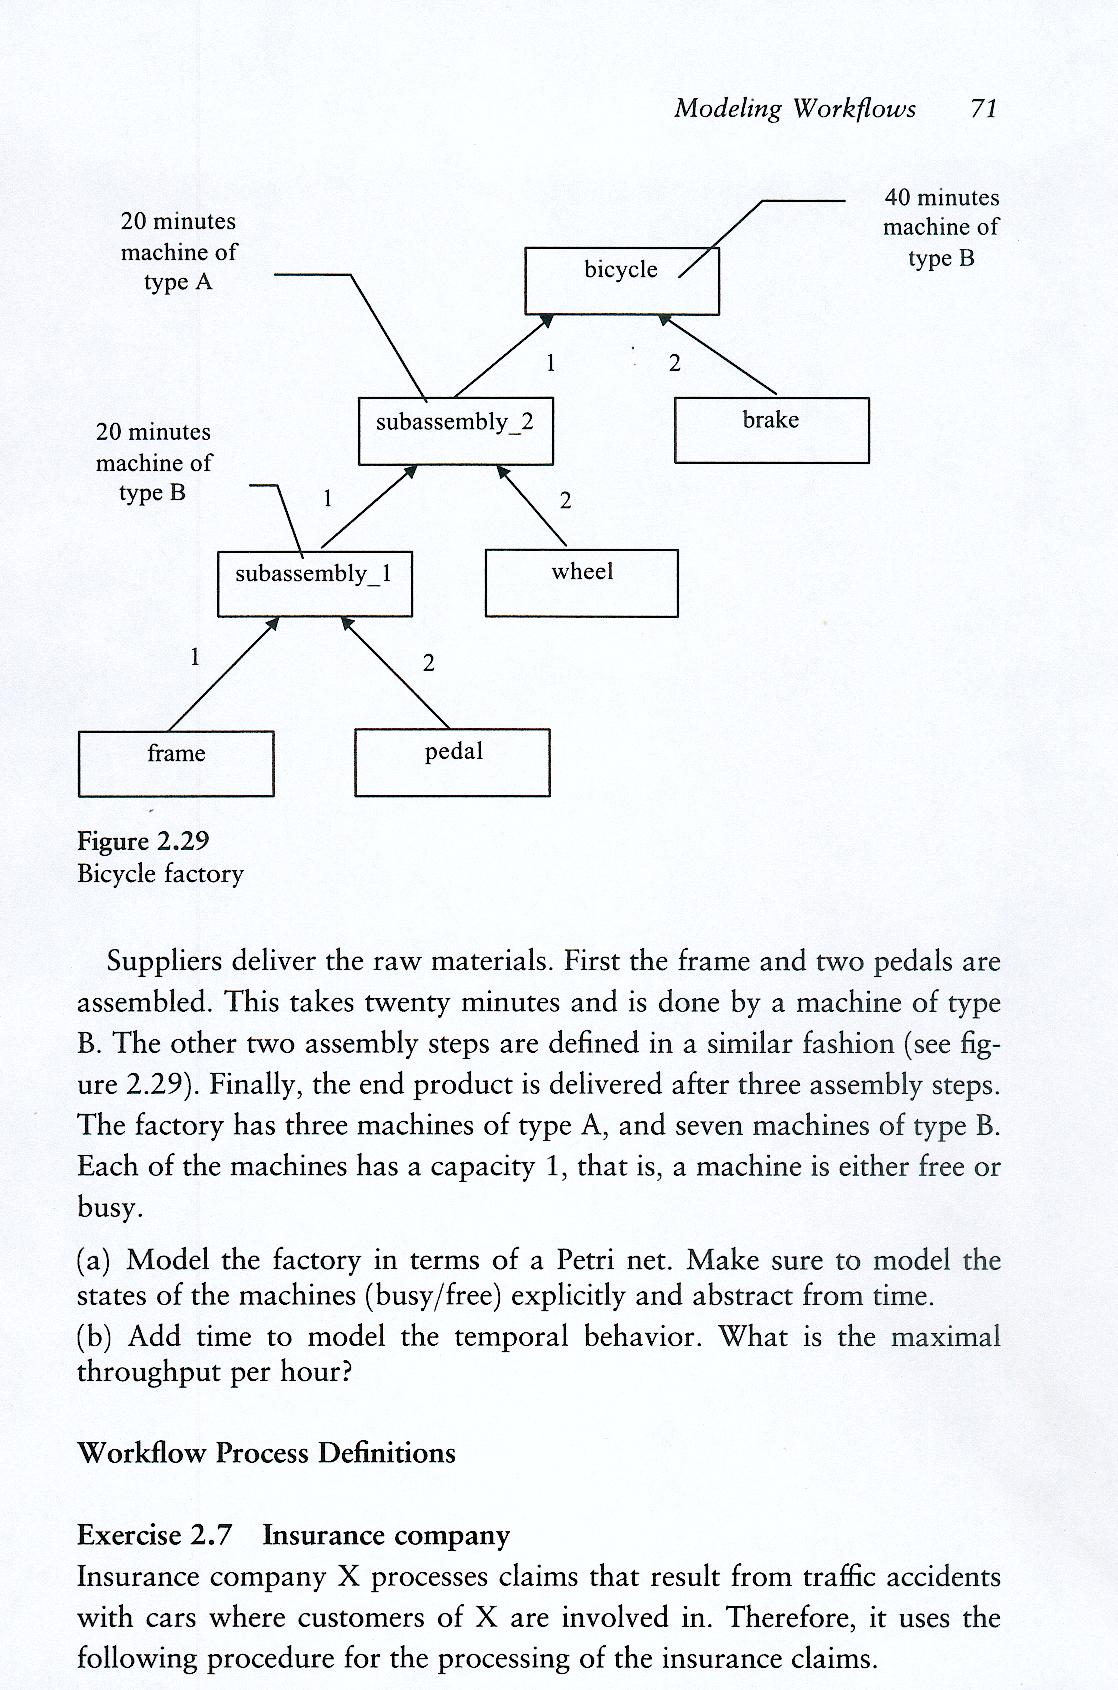 Modeling Workflows 71
20 minutes
machine of
type A
40 minutes
machine of
type B
bicycle
1
2
subassembly_2
brake
20 minutes
machine of
type B
1
2
subassembly_1
wheel
1
2
frame
pedal
Figure 2.29
Bicycle factory
Suppliers deliver the raw materials. First the frame and two pedals are
assembled. This takes twenty minutes and is done by a machine of type
B. The other two assembly steps are defined in a similar fashion (see fig-
ure 2.29). Finally, the end product is delivered after three assembly steps.
The factory has three machines of type A, and seven machines of type B.
Each of the machines has a capacity 1, that is, a machine is either free or
busy.
(a) Model the factory in terms of a Petri net. Make sure to model the
states of the machines (busy/free) explicitly and abstract from time.
(b) Add time to model the temporal behavior. What is the maximal
throughput per hour?
Workflow Process Definitions
Exercise 2.7 Insurance company
Insurance company X processes claims that result from traffic accidents
with cars where customers of X are involved in. Therefore, it uses the
following procedure for the processing of the insurance claims.